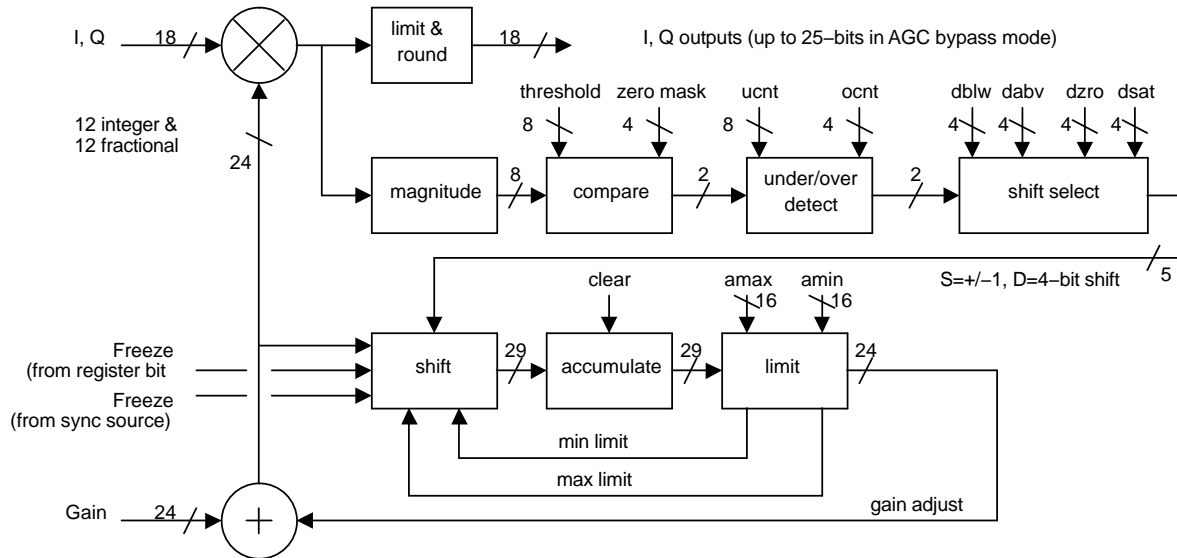 I, Q
18
limit &
round
18
I, Q outputs (up to 25–bits in AGC bypass mode)
12 integer &
12 fractional
24
threshold
8
zero mask
4
ucnt
8
ocnt
4
dblw
4
dabv
4
dzro
4
dsat
4
magnitude
8
compare
2
under/over
detect
2
shift select
5
S=+/–1, D=4–bit shift
clear
amax
16
amin
16
Freeze
(from register bit
Freeze
(from sync source)
shift
29
accumulate
29
limit
24
min limit
max limit
gain adjust
Gain
24
+